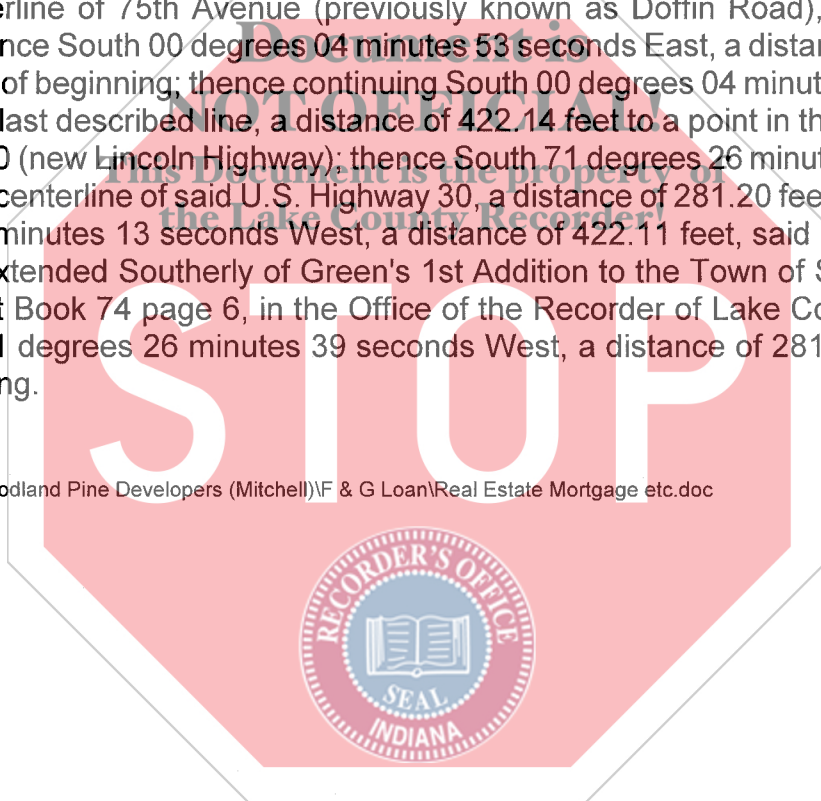 erline of 75th Avenue (previously known as Doffin Road),
nce South 00 degrees 04 minutes 53 seconds East, a distan
of beginning; thence continuing South 00 degrees 04 minut
last described line, a distance of 422.14 feet to a point in th
0 (new Lincoln Highway); thence South 71 degrees 26 minut
centerline of said U.S. Highway 30, a distance of 281.20 fee
minutes 13 seconds West, a distance of 422.11 feet, said
xtended Southerly of Green's 1st Addition to the Town of S
t Book 74 page 6, in the Office of the Recorder of Lake Co
degrees 26 minutes 39 seconds West, a distance of 281
ng.
odland Pine Developers (Mitchell)\F & G Loan\Real Estate Mortgage etc.doc
Document is
NOT OFFICIAL!
This Document is the property of
the Lake County Recorder!
STOP
RECORDER'S OFFICE
SEAL
INDIANA